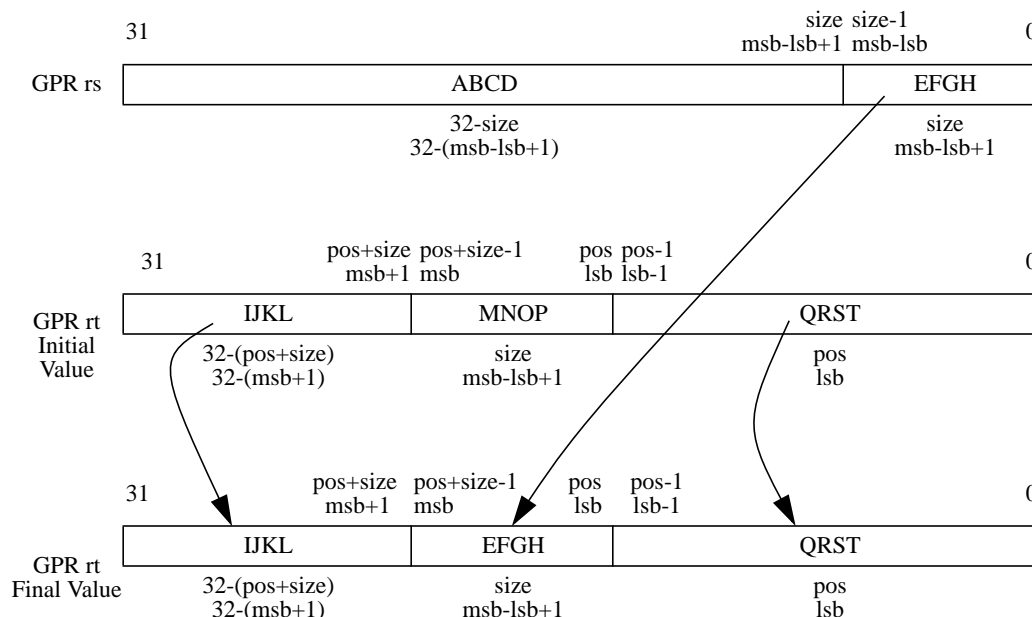 31 size size-1 0
msb-lsb+1 msb-lsb
GPR rs ABCD EFGH
32-size size
32-(msb-lsb+1) msb-lsb+1
31 pos+size pos+size-1 pos pos-1 0
msb+1 msb lsb lsb-1
GPR rt Initial Value IJKL MNOP QRST
32-(pos+size) size pos
32-(msb+1) msb-lsb+1 lsb
31 pos+size pos+size-1 pos pos-1 0
msb+1 msb lsb lsb-1
GPR rt Final Value IJKL EFGH QRST
32-(pos+size) size pos
32-(msb+1) msb-lsb+1 lsb